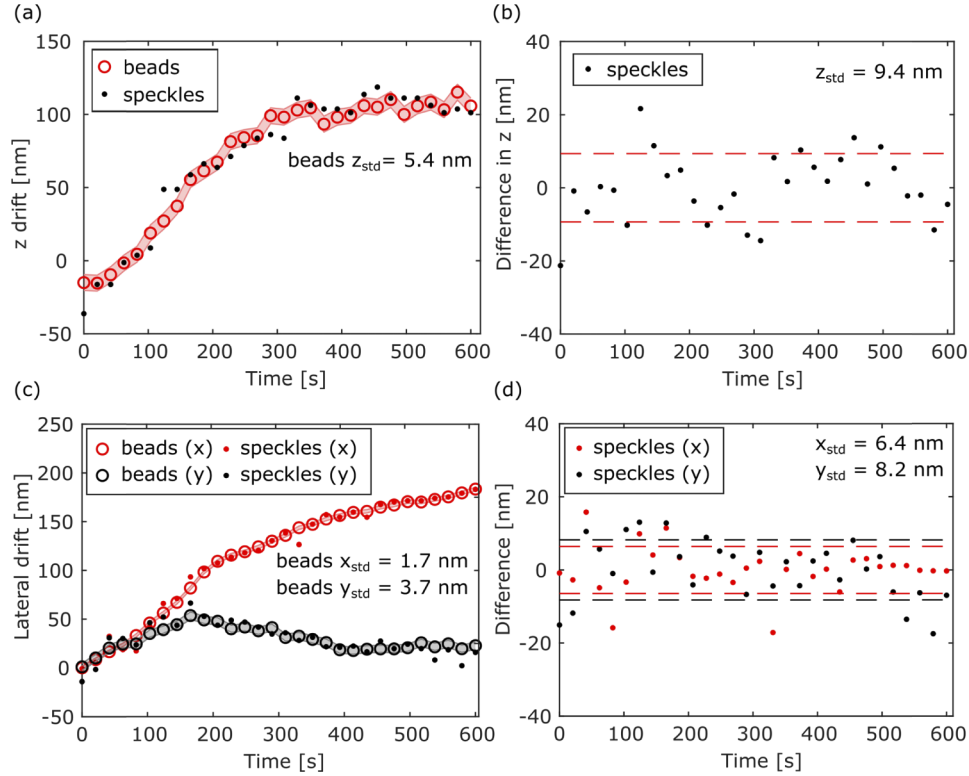 (a)
150
100
50
0
-50
z drift [nm]
beads
speckles
beads z_std = 5.4 nm
0 100 200 300 400 500 600
Time [s]
(b)
40
20
0
-20
-40
Difference in z [nm]
speckles
z_std = 9.4 nm
0 100 200 300 400 500 600
Time [s]
(c)
250
200
150
100
50
0
-50
Lateral drift [nm]
beads (x) speckles (x)
beads (y) speckles (y)
beads x_std = 1.7 nm
beads y_std = 3.7 nm
0 100 200 300 400 500 600
Time [s]
(d)
40
20
0
-20
-40
Difference [nm]
speckles (x)
speckles (y)
x_std = 6.4 nm
y_std = 8.2 nm
0 100 200 300 400 500 600
Time [s]